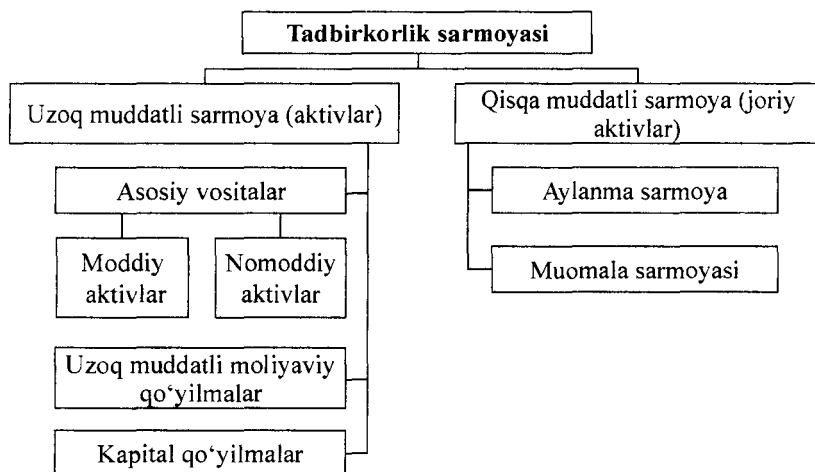 Tadbirkorlik sarmoyasi
Uzoq muddatli sarmoya (aktivlar)
Qisqa muddatli sarmoya (joriy
aktivlar)
Asosiy vositalar
Aylanma sarmoya
Moddiy
aktivlar
Nomoddiy
aktivlar
Muomala sarmoyasi
Uzoq muddatli moliyaviy
qo‘yilmalar
Kapital qo‘yilmalar